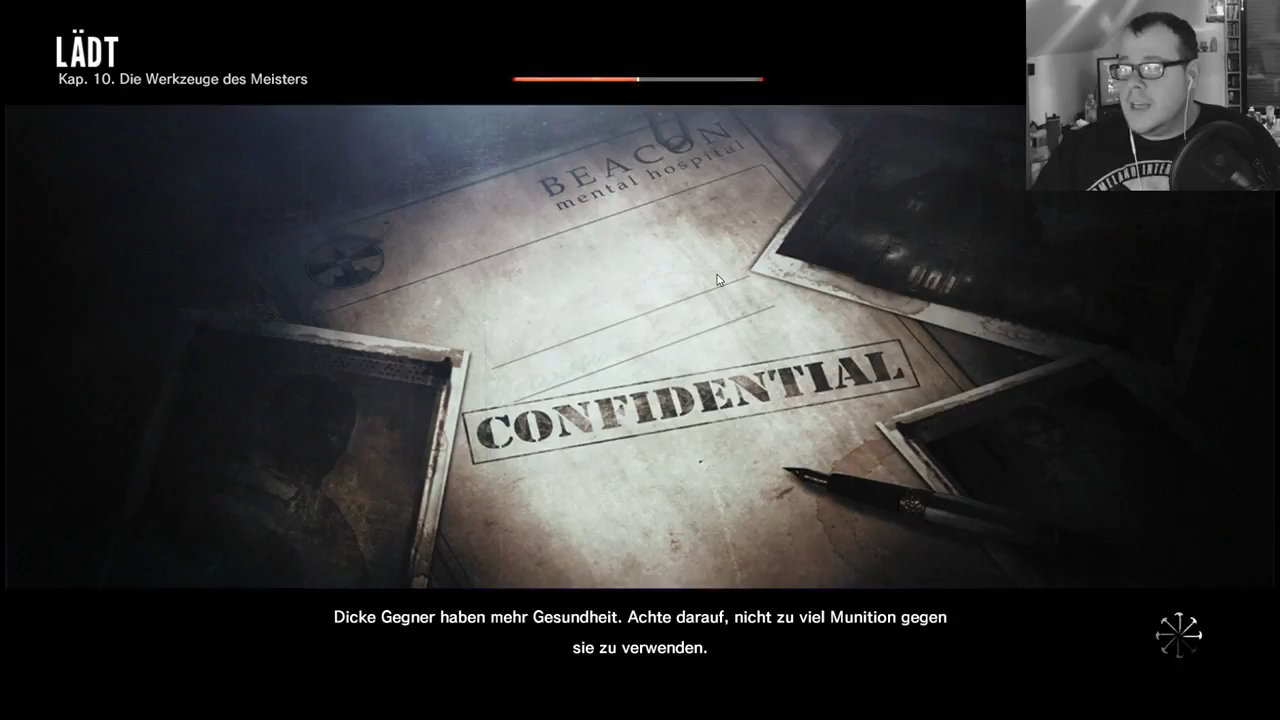 LÄDT
Kap. 10. Die Werkzeuge des Meisters
BEACON
mental hospital
CONFIDENTIAL
Dicke Gegner haben mehr Gesundheit. Achte darauf, nicht zu viel Munition gegen
sie zu verwenden.